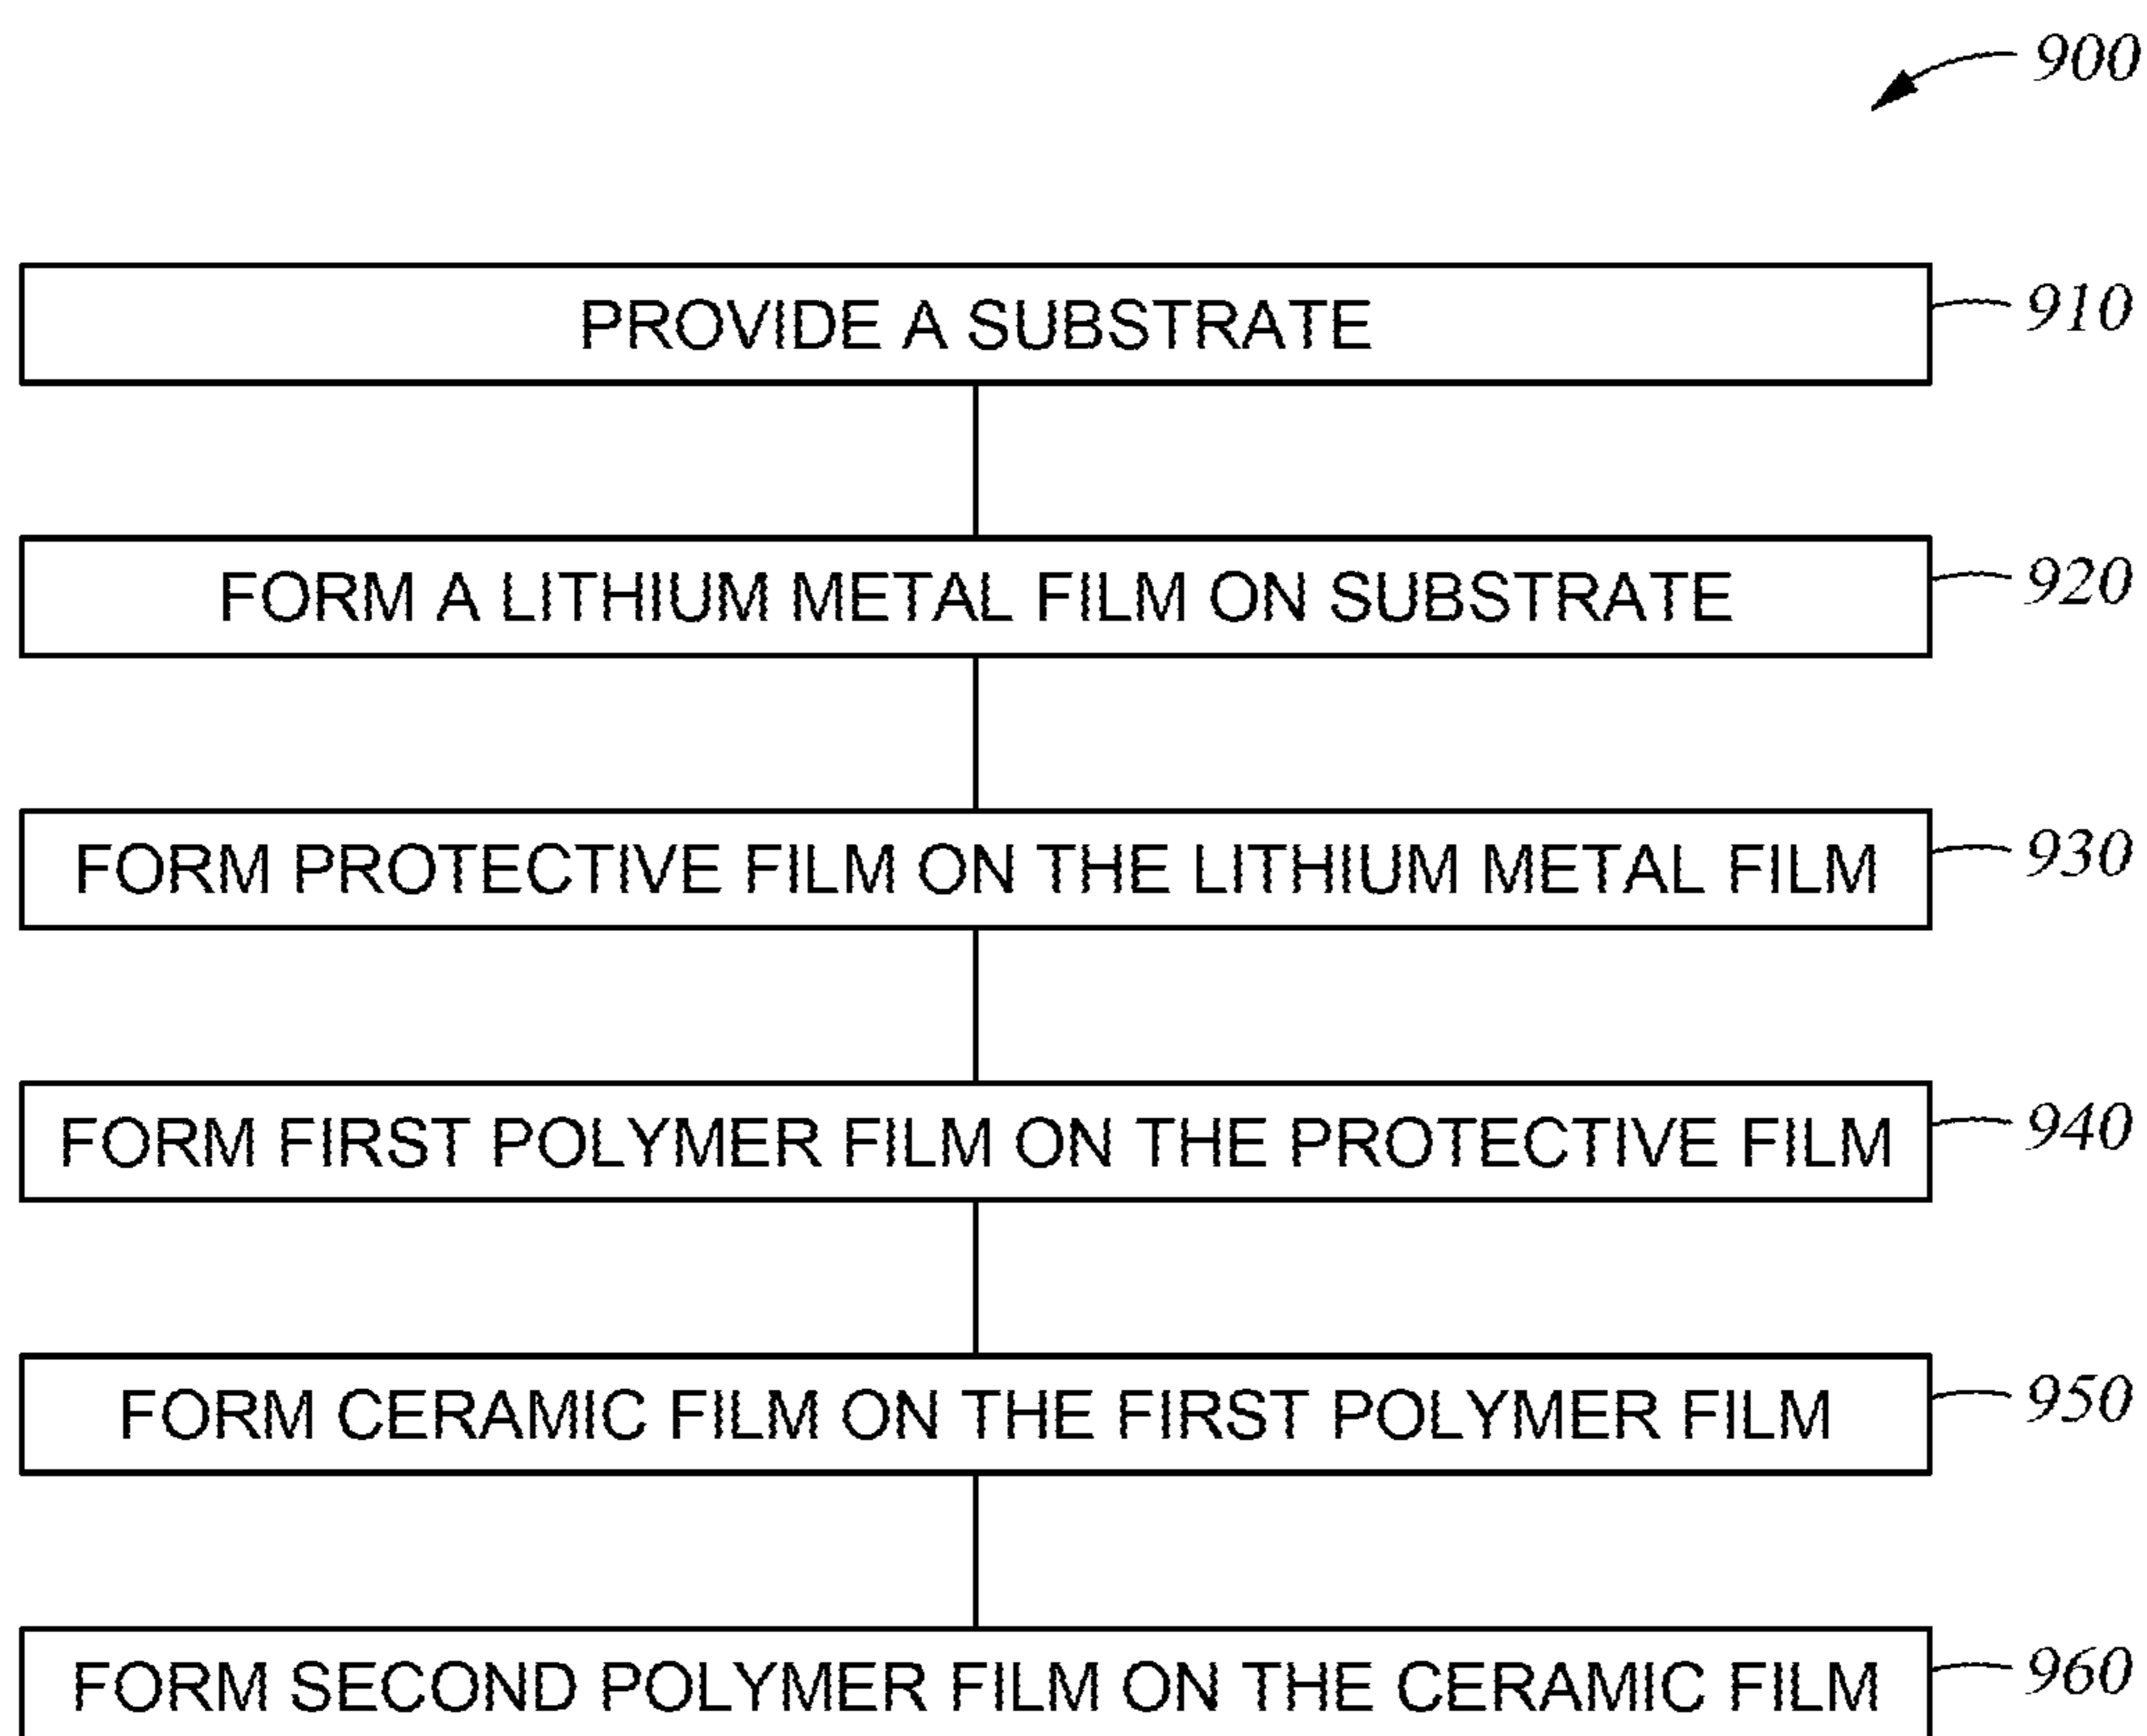 900
PROVIDE A SUBSTRATE 910
FORM A LITHIUM METAL FILM ON SUBSTRATE 920
FORM PROTECTIVE FILM ON THE LITHIUM METAL FILM 930
FORM FIRST POLYMER FILM ON THE PROTECTIVE FILM 940
FORM CERAMIC FILM ON THE FIRST POLYMER FILM 950
FORM SECOND POLYMER FILM ON THE CERAMIC FILM 960